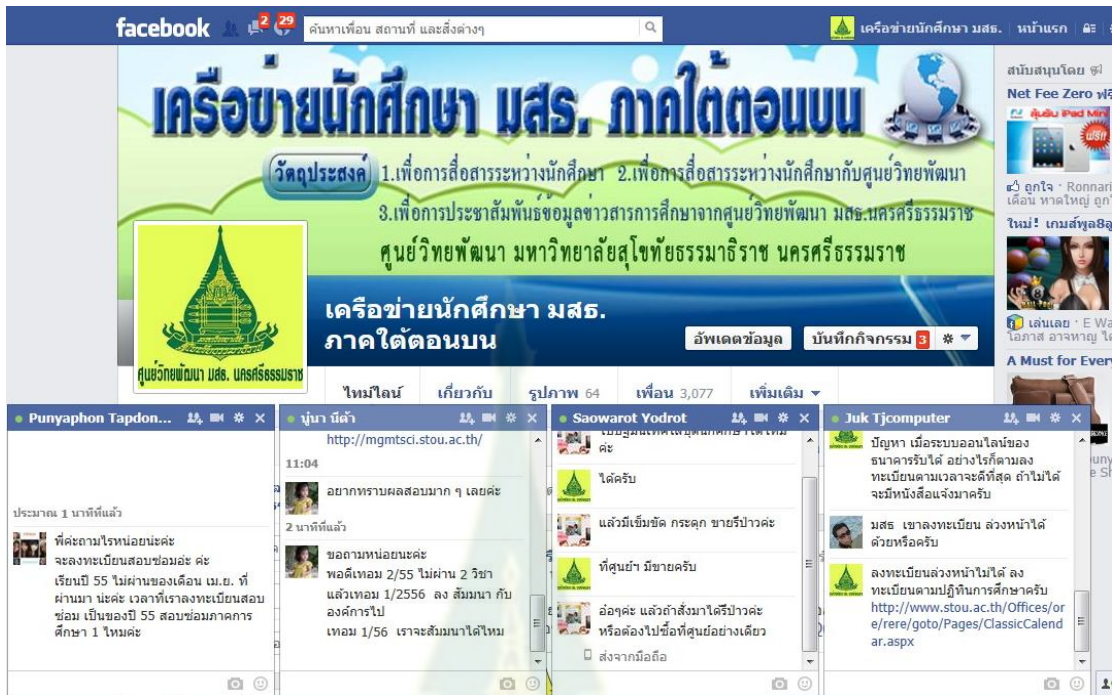 facebook
2
29
ค้นหาเพื่อน สถานที่ และสิ่งต่างๆ
เครือข่ายนักศึกษา มสธ.
หน้าแรก
เครือข่ายนักศึกษา มสธ. ภาคใต้ตอนบน
วัตถุประสงค์ 1.เพื่อการสื่อสารระหว่างนักศึกษา 2.เพื่อการสื่อสารระหว่างนักศึกษากับศูนย์วิทยพัฒนา
3.เพื่อการประชาสัมพันธ์ข้อมูลข่าวสารการศึกษาจากศูนย์วิทยพัฒนา มสธ.นครศรีธรรมราช
ศูนย์วิทยพัฒนา มหาวิทยาลัยสุโขทัยธรรมาธิราช นครศรีธรรมราช
ศูนย์วิทยพัฒนา มสธ. นครศรีธรรมราช
เครือข่ายนักศึกษา มสธ.
ภาคใต้ตอนบน
อัพเดตข้อมูล
บันทึกกิจกรรม 3
ไทม์ไลน์
เกี่ยวกับ
รูปภาพ 64
เพื่อน 3,077
เพิ่มเติม
สนับสนุนโดย
Net Fee Zero ฟรี
ลุ้น iPad Mini
ฟรี!
ถูกใจ · Ronnari
เดือน หาดใหญ่ ถูก
ใหม่! เกมส์พูล8ลู
เล่นเลย · E Wa
โอภาส อาจหาญ ได้
A Must for Every
Punyaphon Tapdon...
ประมาณ 1 นาทีที่แล้ว
พี่ค่ะถามไรหน่อยน่ะค่ะ
จะลงทะเบียนสอบซ่อมอ่ะ ค่ะ
เรียนปี 55 ไม่ผ่านของเดือน เม.ย. ที่
ผ่านมา น่ะค่ะ เวลาที่เราลงทะเบียนสอบ
ซ่อม เป็นของปี 55 สอบซ่อมภาคการ
ศึกษา 1 ไหมค่ะ
นู๋นา นีต้า
http://mgmtsci.stou.ac.th/
11:04
อยากทราบผลสอบมาก ๆ เลยค่ะ
2 นาทีที่แล้ว
ขอถามหน่อยนะค่ะ
พอดีเทอม 2/55 ไม่ผ่าน 2 วิชา
แล้วเทอม 1/2556 ลง สัมมนา กับ
องค์การไป
เทอม 1/56 เราจะสัมมนาได้ไหม
Saowarot Yodrot
ค่ะ
ได้ครับ
แล้วมีเข็มขัด กระดุก ขายรึป่าวค่ะ
ที่ศูนย์ฯ มีขายครับ
อ๋อๆค่ะ แล้วถ้าสั่งมาได้รึป่าวค่ะ
หรือต้องไปซื้อที่ศูนย์อย่างเดียว
ส่งจากมือถือ
Juk Tjcomputer
ปัญหา เมื่อระบบออนไลน์ของ
ธนาคารรับได้ อย่างไรก็ตามลง
ทะเบียนตามเวลาจะดีที่สุด ถ้าไม่ได้
จะมีหนังสือแจ้งมาครับ
มสธ เขาลงทะเบียน ล่วงหน้าได้
ด้วยหรือครับ
ลงทะเบียนล่วงหน้าไม่ได้ ลง
ทะเบียนตามปฏิทินการศึกษาครับ
http://www.stou.ac.th/Offices/or
e/rere/goto/Pages/ClassicCalend
ar.aspx